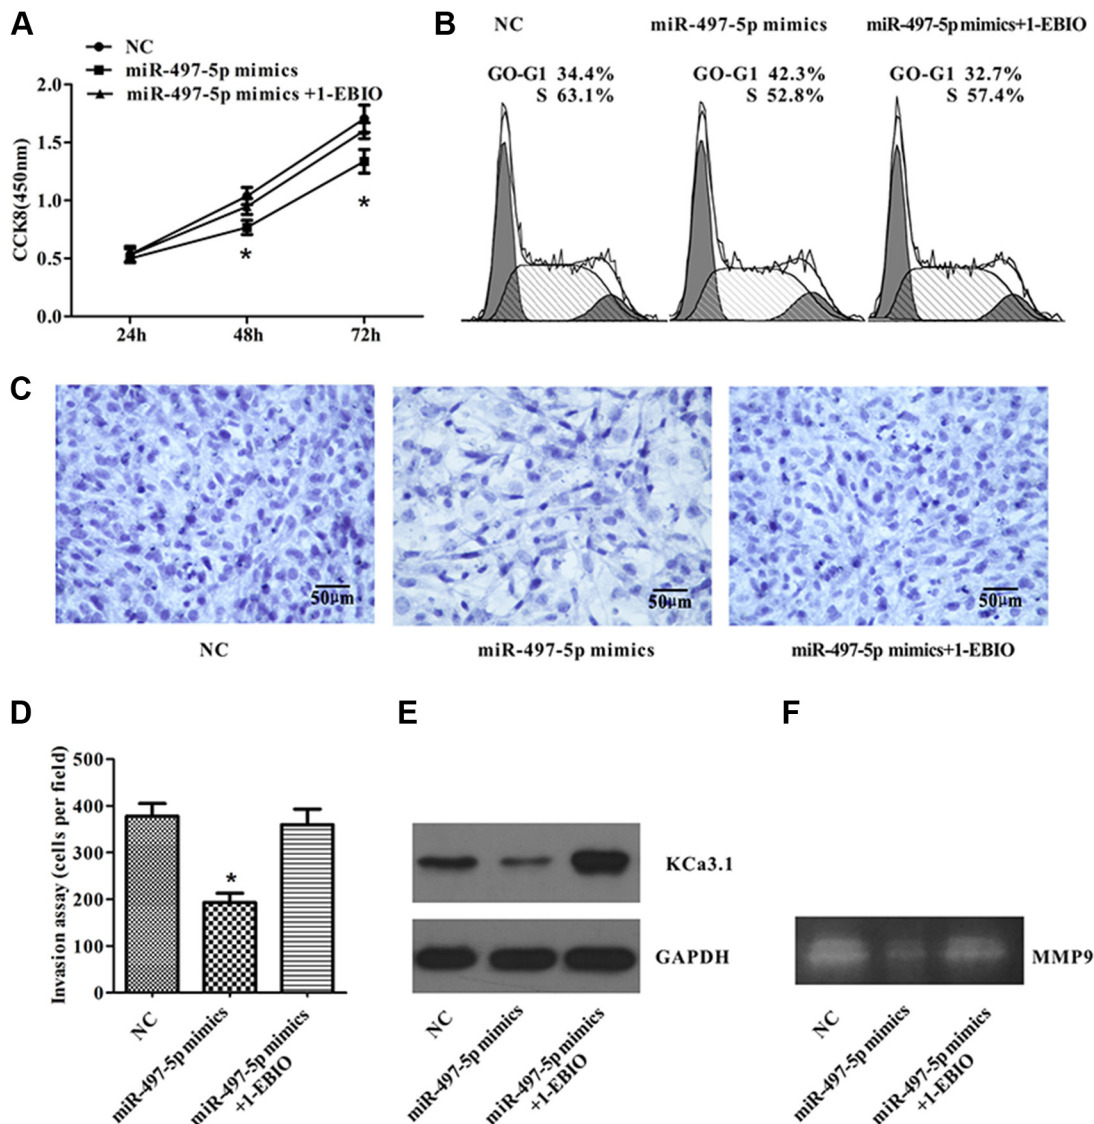 A
NC
miR-497-5p mimics
miR-497-5p mimics +1-EBIO
CCK8(450nm)
2.0
1.5
1.0
0.5
0.0
*
*
24h
48h
72h
B
NC
miR-497-5p mimics
miR-497-5p mimics+1-EBIO
GO-G1 34.4%
S 63.1%
GO-G1 42.3%
S 52.8%
GO-G1 32.7%
S 57.4%
C
50μm
50μm
50μm
NC
miR-497-5p mimics
miR-497-5p mimics+1-EBIO
D
Invasion assay (cells per field)
500
400
300
200
100
0
*
NC
miR-497-5p mimics
miR-497-5p mimics
+1-EBIO
E
KCa3.1
GAPDH
NC
miR-497-5p mimics
miR-497-5p mimics
+1-EBIO
F
MMP9
NC
miR-497-5p mimics
miR-497-5p mimics
+1-EBIO